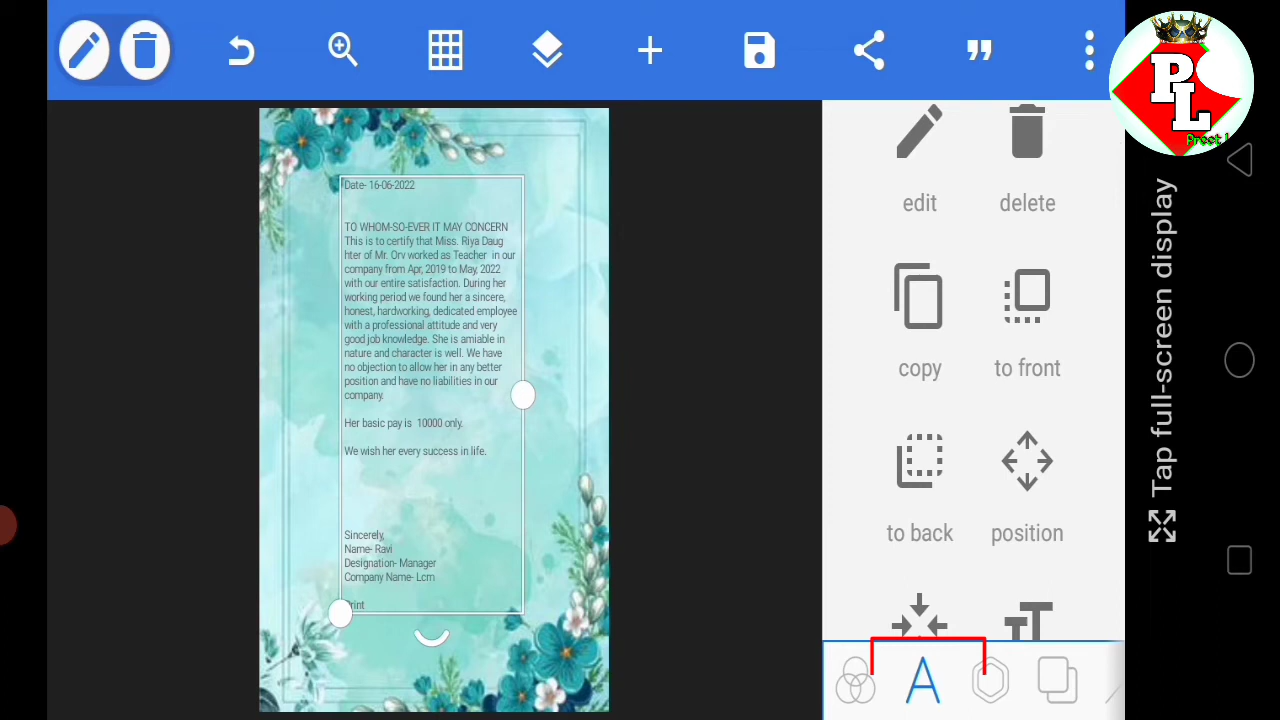 Date- 16-06-2022
TO WHOM-SO-EVER IT MAY CONCERN
This is to certify that Miss. Riya Daug
hter of Mr. Orv worked as Teacher in our
company from Apr, 2019 to May, 2022
with our entire satisfaction. During her
working period we found her a sincere,
honest, hardworking, dedicated employee
with a professional attitude and very
good job knowledge. She is amiable in
nature and character is well. We have
no objection to allow her in any better
position and have no liabilities in our
company.
Her basic pay is 10000 only.
We wish her every success in life.
Sincerely,
Name- Ravi
Designation- Manager
Company Name- Lcm
Print
edit
delete
copy
to front
to back
position
PL
Preet !
Tap full-screen display